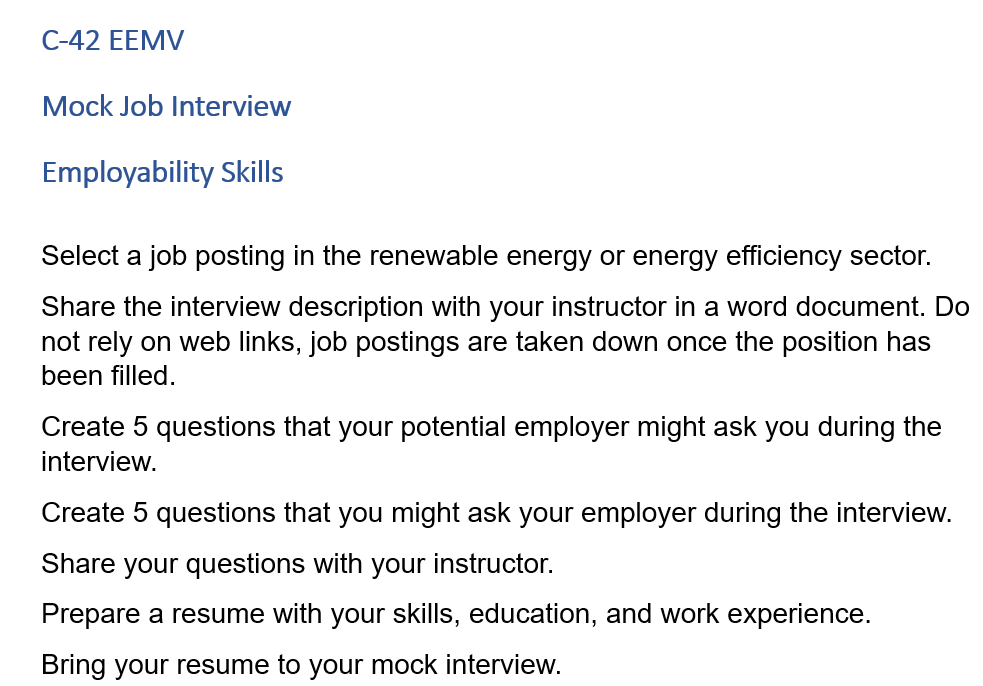 C-42 EEMV
Mock Job Interview
Employability Skills
Select a job posting in the renewable energy or energy efficiency sector.
Share the interview description with your instructor in a word document. Do
not rely on web links, job postings are taken down once the position has
been filled.
Create 5 questions that your potential employer might ask you during the
interview.
Create 5 questions that you might ask your employer during the interview.
Share your questions with your instructor.
Prepare a resume with your skills, education, and work experience.
Bring your resume to your mock interview.